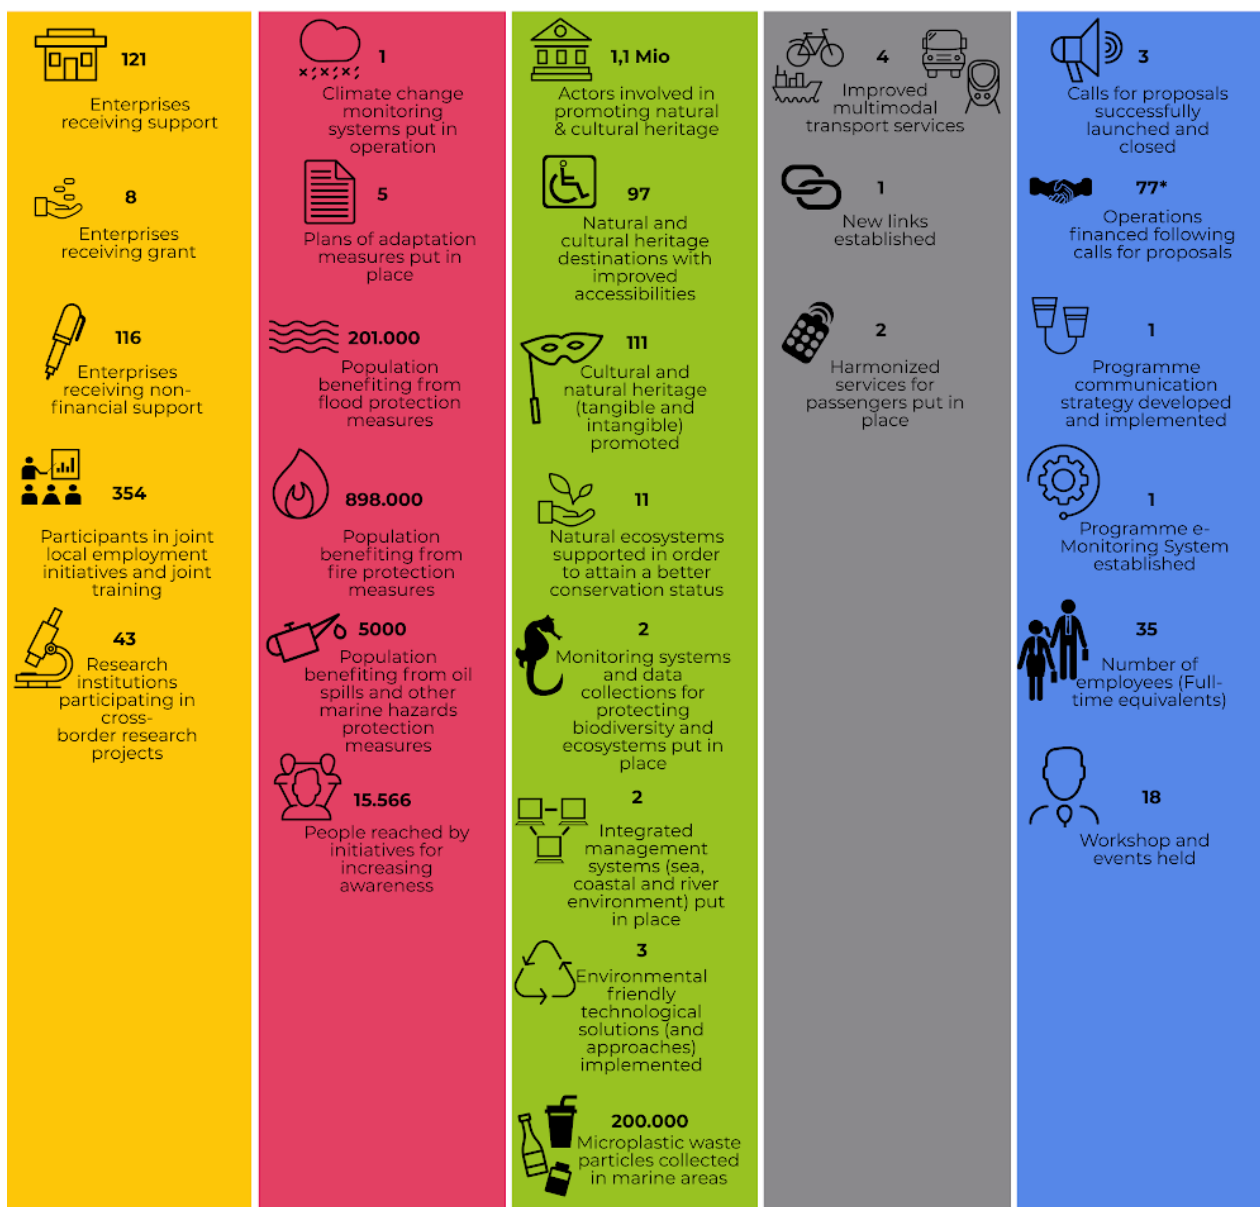 121
Enterprises
receiving support
8
Enterprises
receiving grant
116
Enterprises
receiving non-
financial support
354
Participants in joint
local employment
initiatives and joint
training
43
Research
institutions
participating in
cross-
border research
projects
1
Climate change
monitoring
systems put in
operation
5
Plans of adaptation
measures put in
place
201.000
Population
benefiting from
flood protection
measures
898.000
Population
benefiting from
fire protection
measures
5000
Population
benefiting from oil
spills and other
marine hazards
protection
measures
15.566
People reached by
initiatives for
increasing
awareness
1,1 Mio
Actors involved in
promoting natural
& cultural heritage
97
Natural and
cultural heritage
destinations with
improved
accessibilities
111
Cultural and
natural heritage
(tangible and
intangible)
promoted
11
Natural ecosystems
supported in order
to attain a better
conservation status
2
Monitoring systems
and data
collections for
protecting
biodiversity and
ecosystems put in
place
2
Integrated
management
systems (sea,
coastal and river
environment) put
in place
3
Environmental
friendly
technological
solutions (and
approaches)
implemented
200.000
Microplastic waste
particles collected
in marine areas
4
Improved
multimodal
transport services
1
New links
established
2
Harmonized
services for
passengers put in
place
3
Calls for proposals
successfully
launched and
closed
77*
Operations
financed following
calls for proposals
1
Programme
communication
strategy developed
and implemented
1
Programme e-
Monitoring System
established
35
Number of
employees (Full-
time equivalents)
18
Workshop and
events held